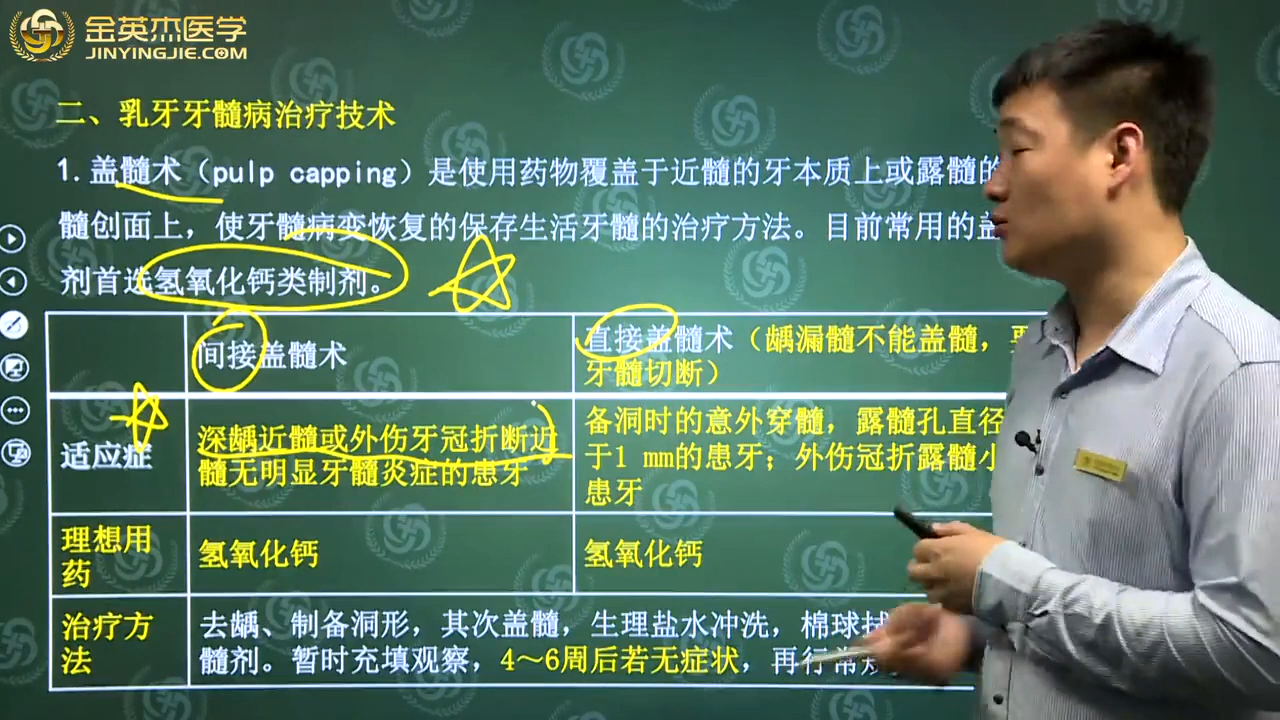 金英杰医学
JINYINGJIE.COM
二、乳牙牙髓病治疗技术
1.盖髓术（pulp capping）是使用药物覆盖于近髓的牙本质上或露髓的
髓创面上，使牙髓病变恢复的保存生活牙髓的治疗方法。目前常用的盖
剂首选氢氧化钙类制剂。
间接盖髓术
直接盖髓术（龋漏髓不能盖髓，要
牙髓切断）
适应症
深龋近髓或外伤牙冠折断近
髓无明显牙髓炎症的患牙
备洞时的意外穿髓，露髓孔直径
于1 mm的患牙；外伤冠折露髓小
患牙
理想用
药
氢氧化钙
氢氧化钙
治疗方
法
去龋、制备洞形，其次盖髓，生理盐水冲洗，棉球拭
髓剂。暂时充填观察，4～6周后若无症状，再行常规